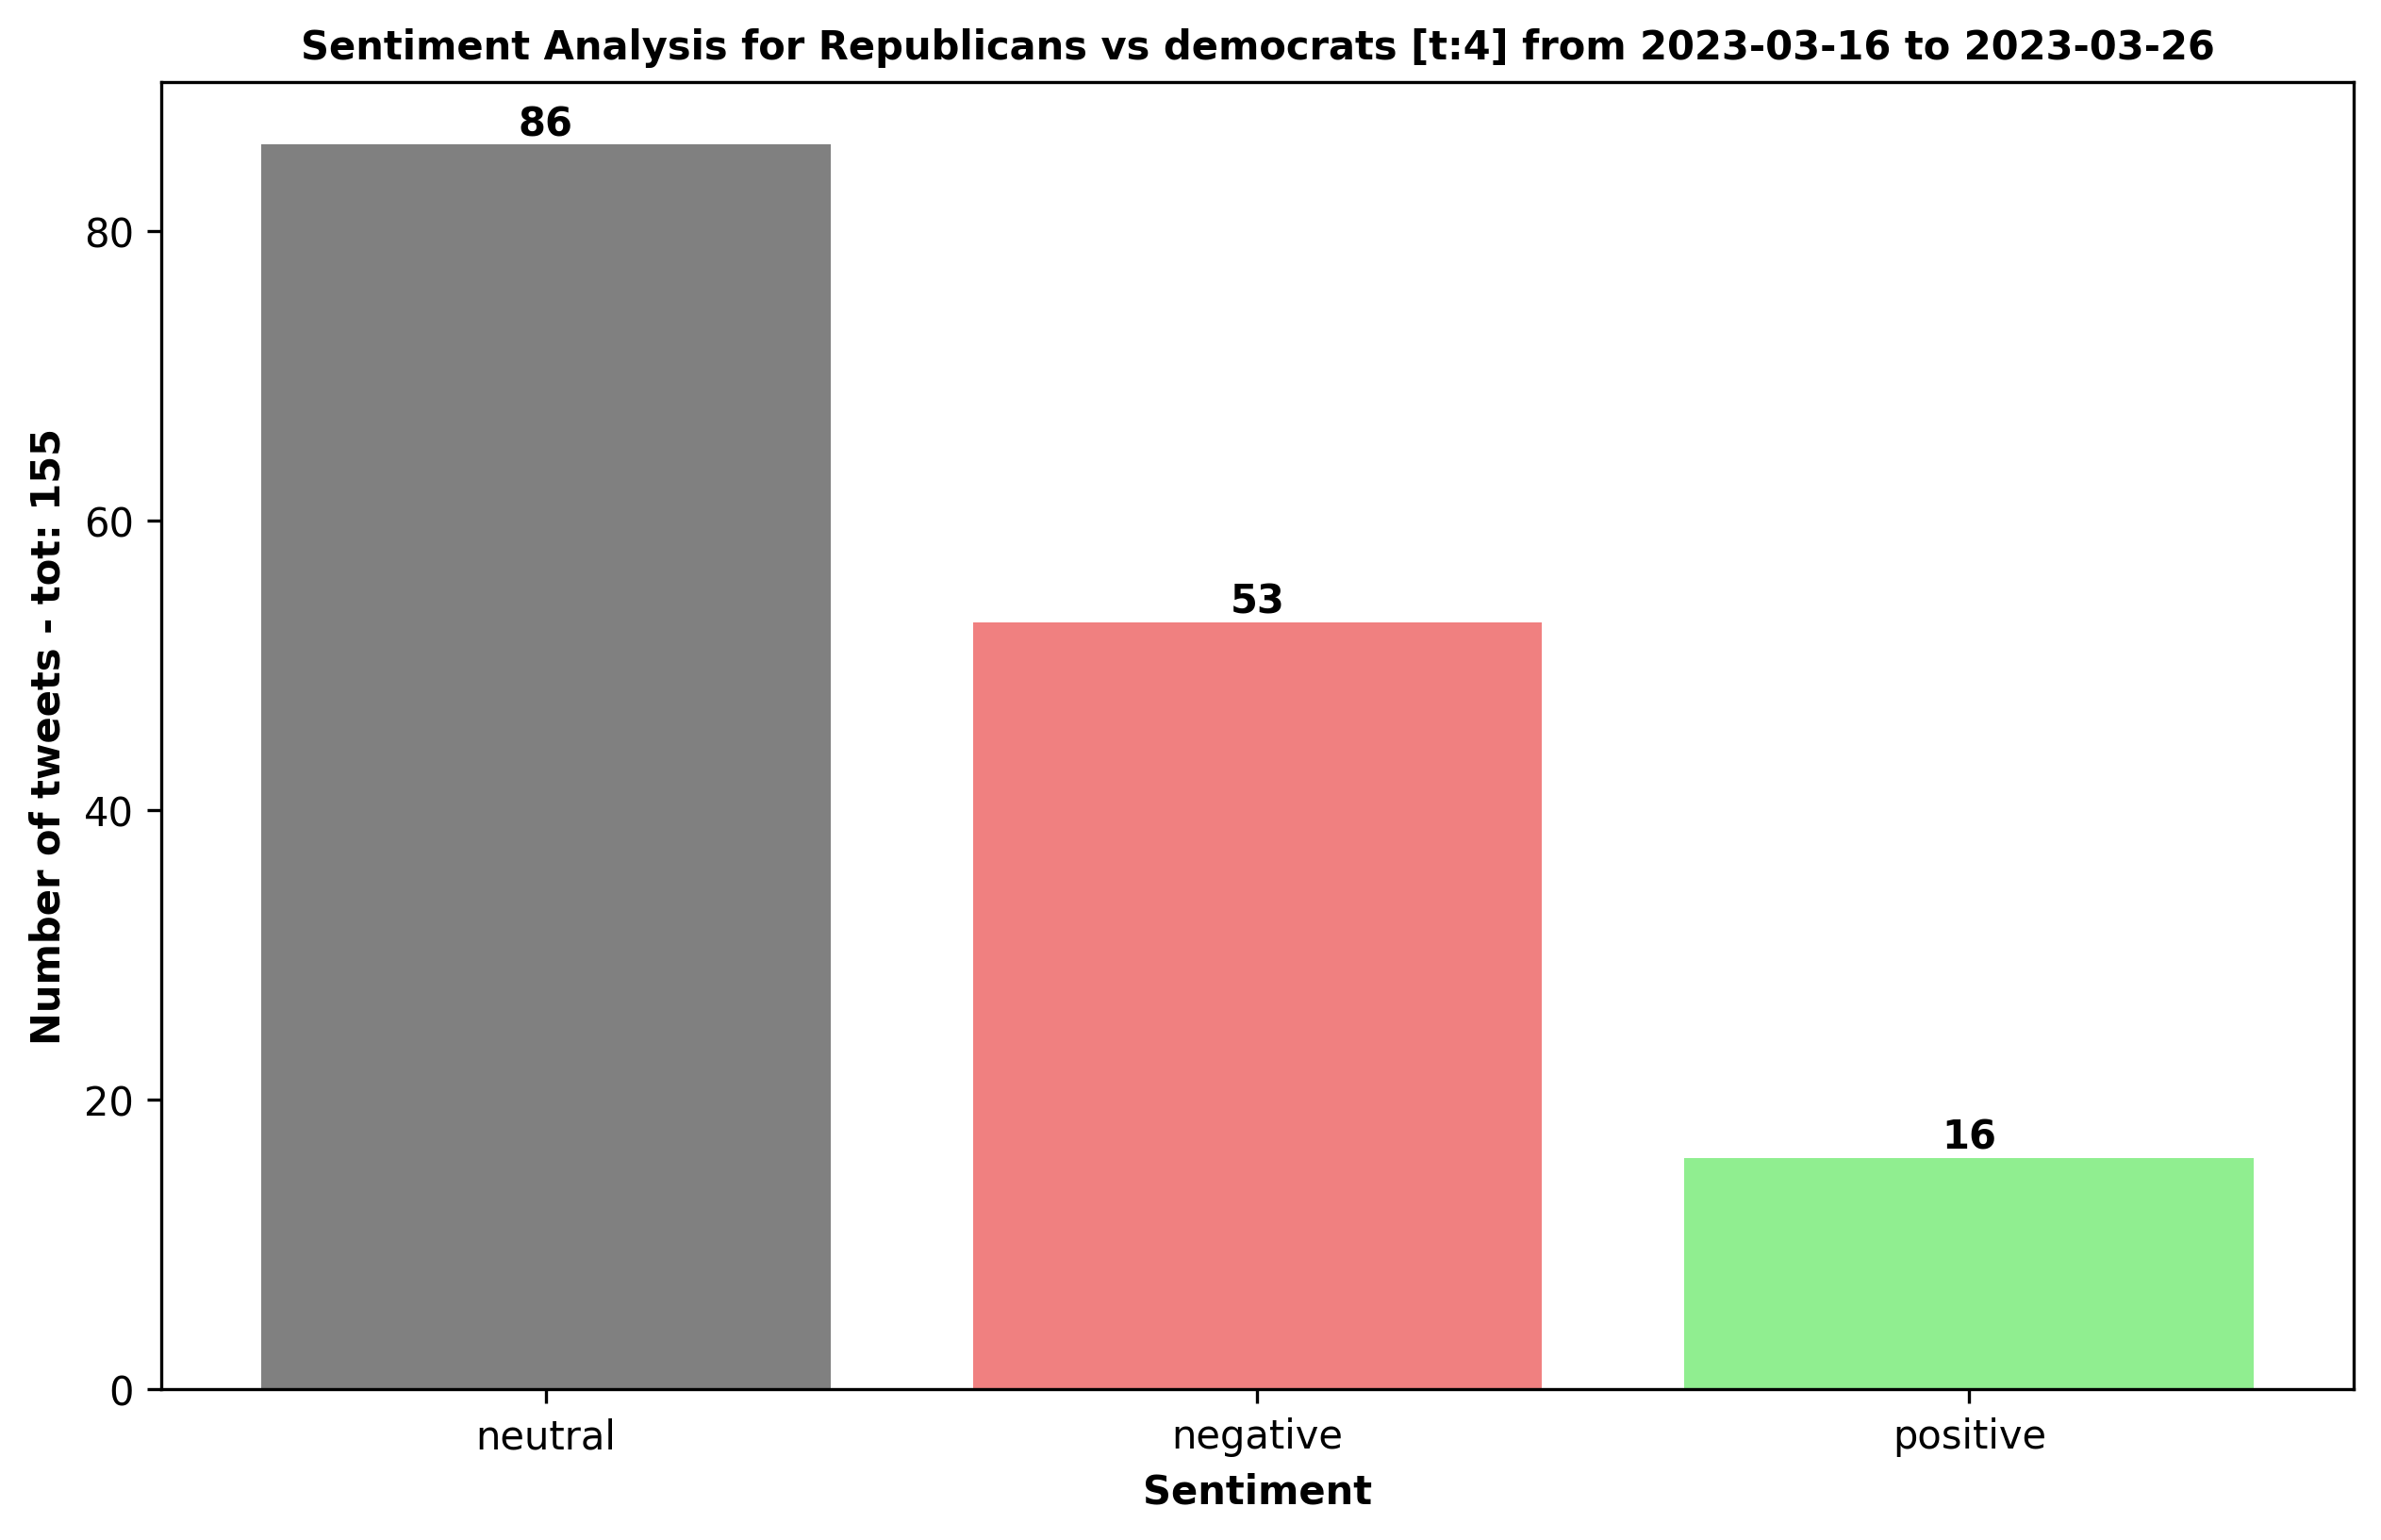 Sentiment Analysis for Republicans vs democrats [t:4] from 2023-03-16 to 2023-03-26
Number of tweets - tot: 155
80
60
40
20
0
86
53
16
neutral
negative
positive
Sentiment